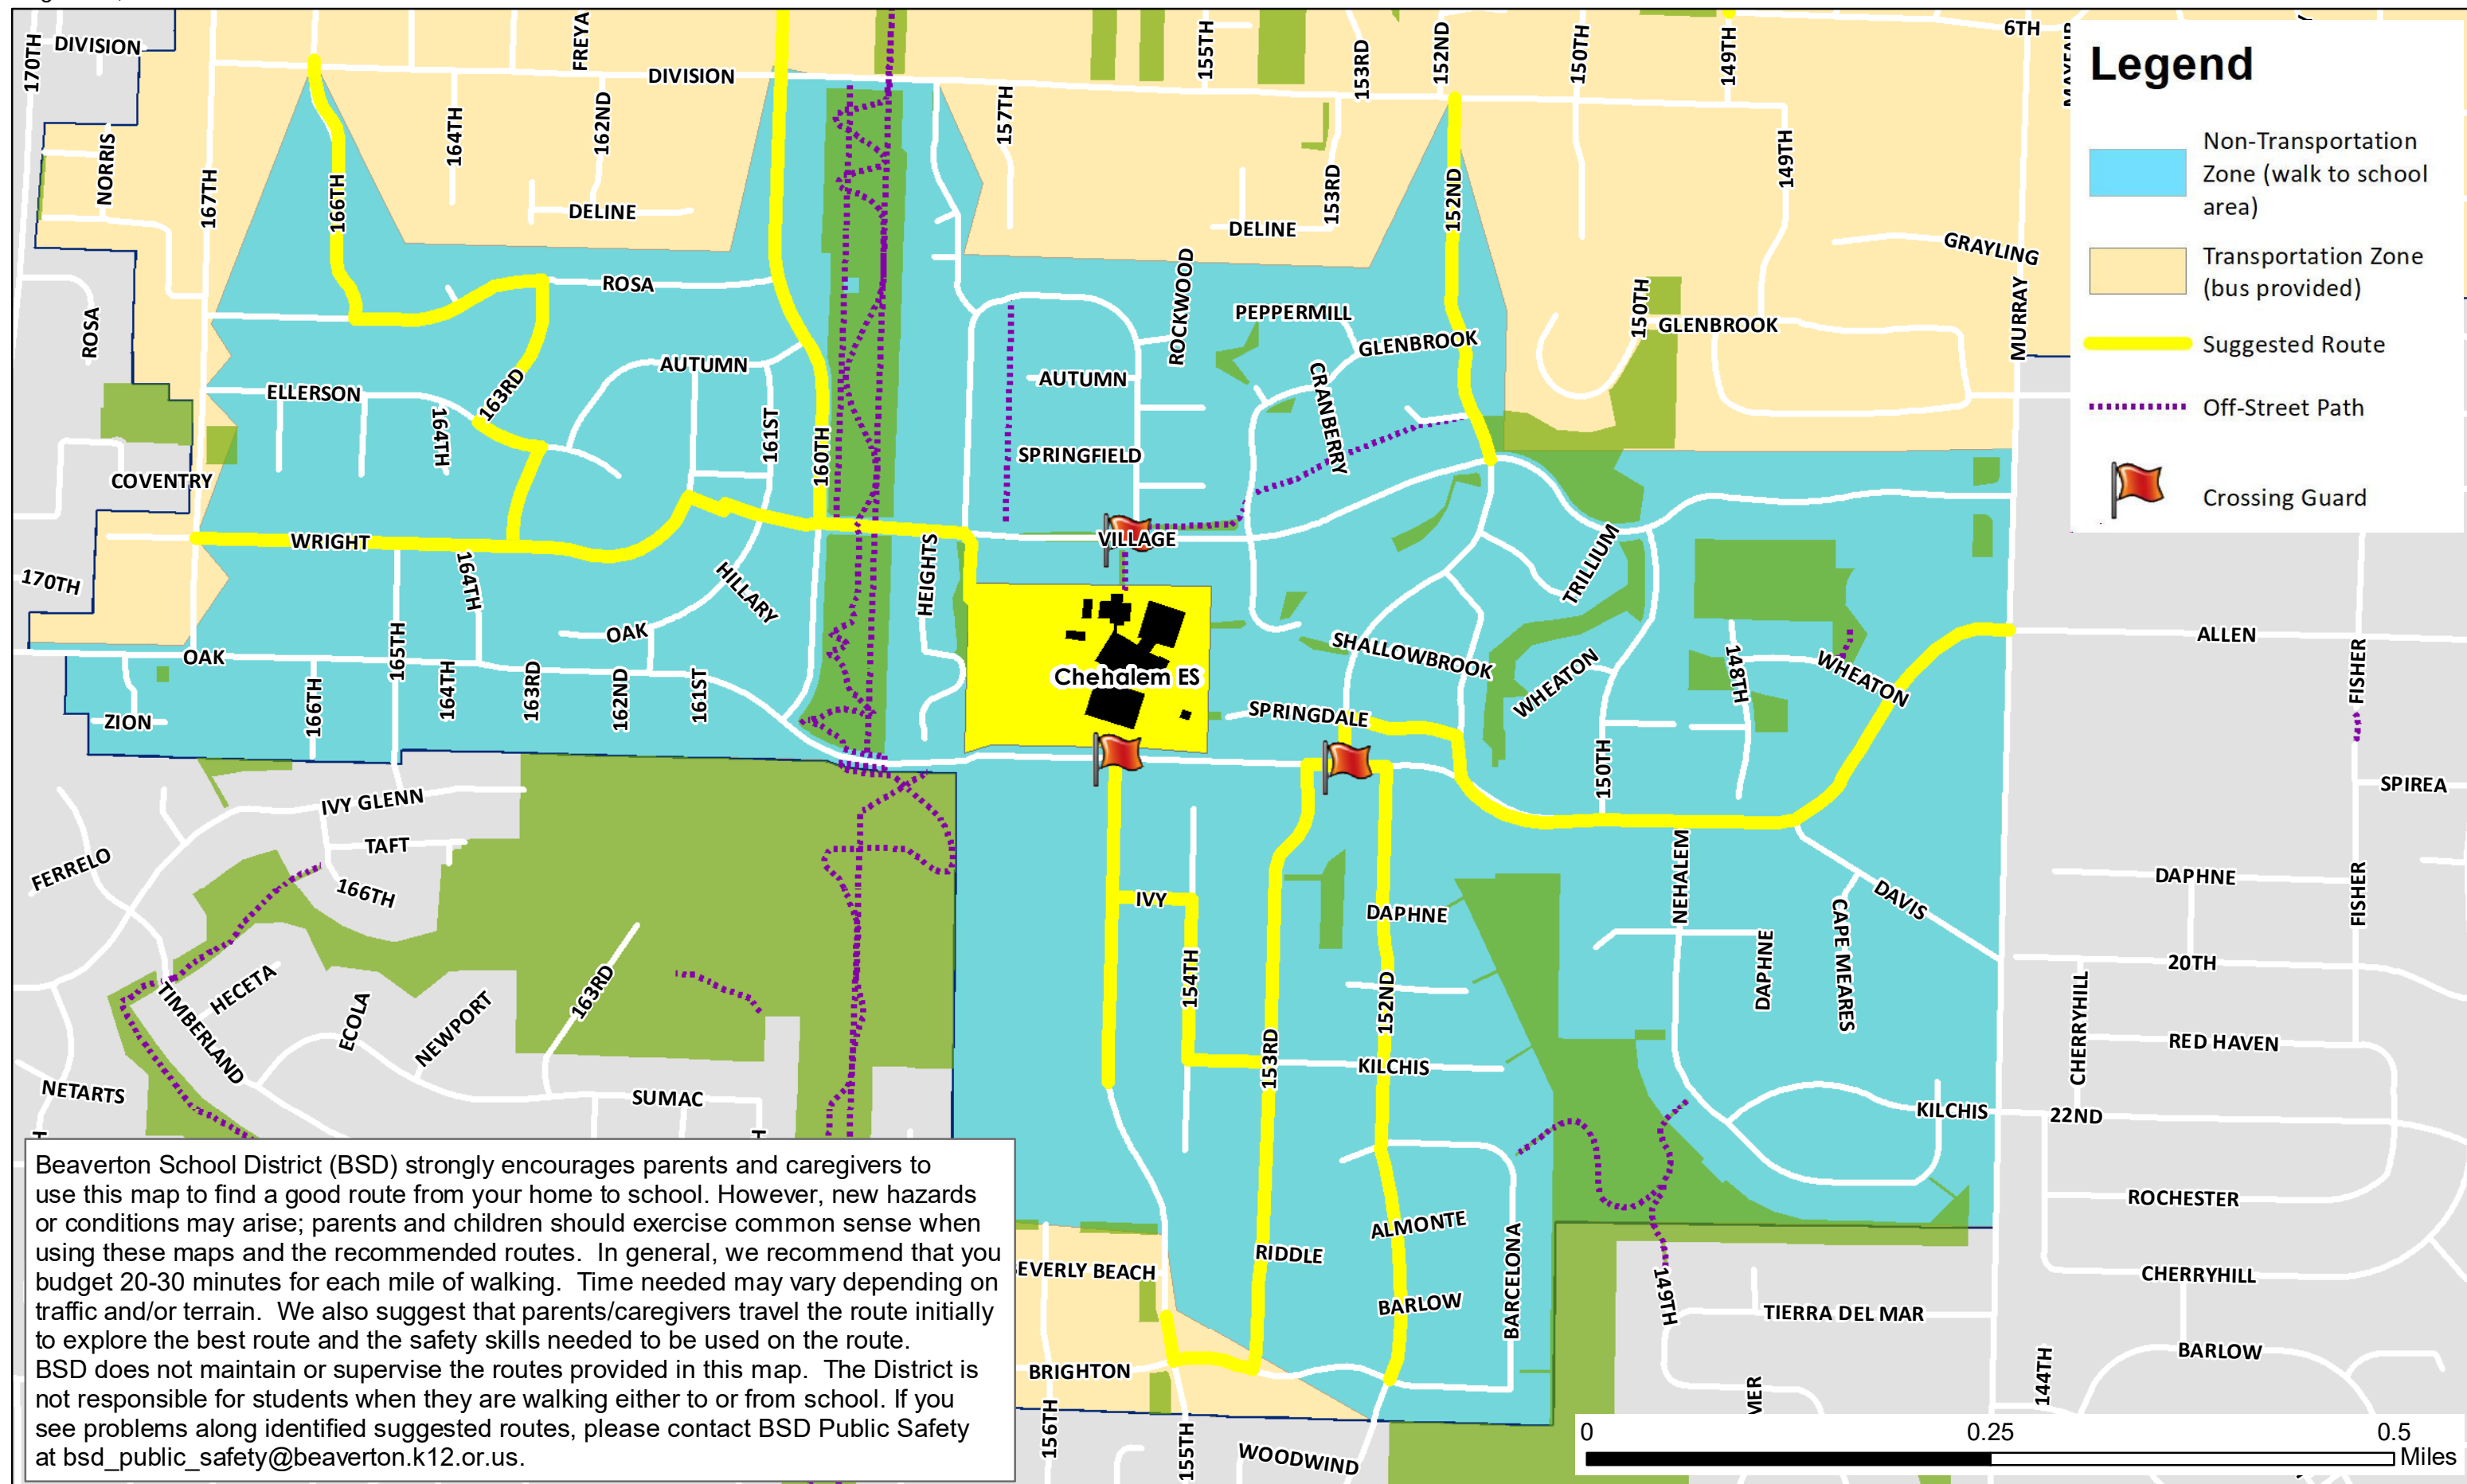 170TH
DIVISION
FREYA
155TH
153RD
152ND
150TH
149TH
6TH
DIVISION
NORRIS
167TH
166TH
164TH
162ND
DELINE
157TH
153RD
DELINE
152ND
149TH
GRAYLING
MURRAY
ROSA
ROSA
ROCKWOOD
PEPPERMILL
GLENBROOK
150TH
GLENBROOK
AUTUMN
AUTUMN
ELLERSON
163RD
164TH
161ST
160TH
CRANBERRY
SPRINGFIELD
COVENTRY
WRIGHT
VILLAGE
170TH
164TH
HILLARY
HEIGHTS
TRILLIUM
OAK
165TH
OAK
SHALLOWBROOK
WHEATON
148TH
WHEATON
ALLEN
FISHER
Chehalem ES
ZION
166TH
164TH
163RD
162ND
161ST
SPRINGDALE
150TH
SPIREA
IVY GLENN
TAFT
FERRELO
166TH
IVY
DAPHNE
NEHALEM
DAVIS
DAPHNE
FISHER
HECETA
TIMBERLAND
ECOLA
NEWPORT
163RD
154TH
152ND
DAPHNE
CAPE MEARES
20TH
CHERRYHILL
RED HAVEN
NETARTS
SUMAC
153RD
KILCHIS
KILCHIS
22ND
ROCHESTER
ALMONTE
RIDDLE
BARCELONA
BARLOW
149TH
CHERRYHILL
TIERRA DEL MAR
BARLOW
144TH
EVERLY BEACH
BRIGHTON
156TH
155TH
WOODWIND
MER
Legend
Non-Transportation
Zone (walk to school
area)
Transportation Zone
(bus provided)
Suggested Route
Off-Street Path
Crossing Guard
Beaverton School District (BSD) strongly encourages parents and caregivers to
use this map to find a good route from your home to school. However, new hazards
or conditions may arise; parents and children should exercise common sense when
using these maps and the recommended routes. In general, we recommend that you
budget 20-30 minutes for each mile of walking. Time needed may vary depending on
traffic and/or terrain. We also suggest that parents/caregivers travel the route initially
to explore the best route and the safety skills needed to be used on the route.
BSD does not maintain or supervise the routes provided in this map. The District is
not responsible for students when they are walking either to or from school. If you
see problems along identified suggested routes, please contact BSD Public Safety
at bsd_public_safety@beaverton.k12.or.us.
0 0.25 0.5
Miles